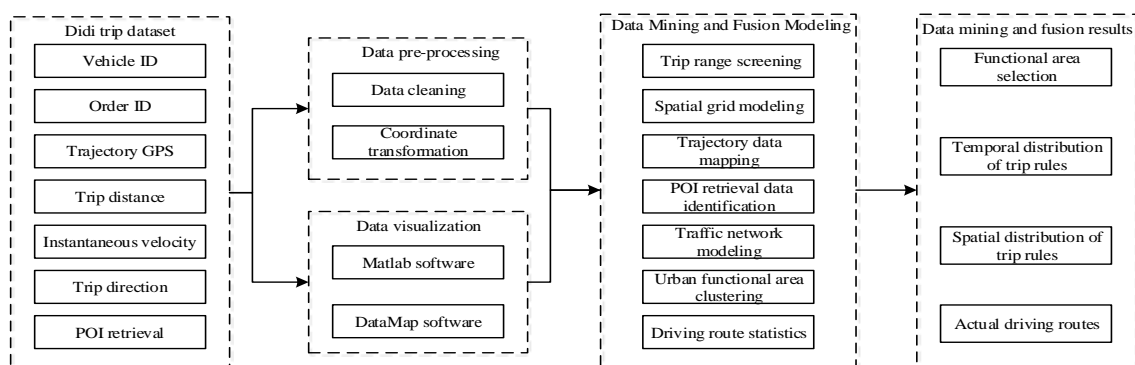 Didi trip dataset
Vehicle ID
Order ID
Trajectory GPS
Trip distance
Instantaneous velocity
Trip direction
POI retrieval
Data pre-processing
Data cleaning
Coordinate
transformation
Data visualization
Matlab software
DataMap software
Data Mining and Fusion Modeling
Trip range screening
Spatial grid modeling
Trajectory data
mapping
POI retrieval data
identification
Traffic network
modeling
Urban functional area
clustering
Driving route statistics
Data mining and fusion results
Functional area
selection
Temporal distribution
of trip rules
Spatial distribution of
trip rules
Actual driving routes